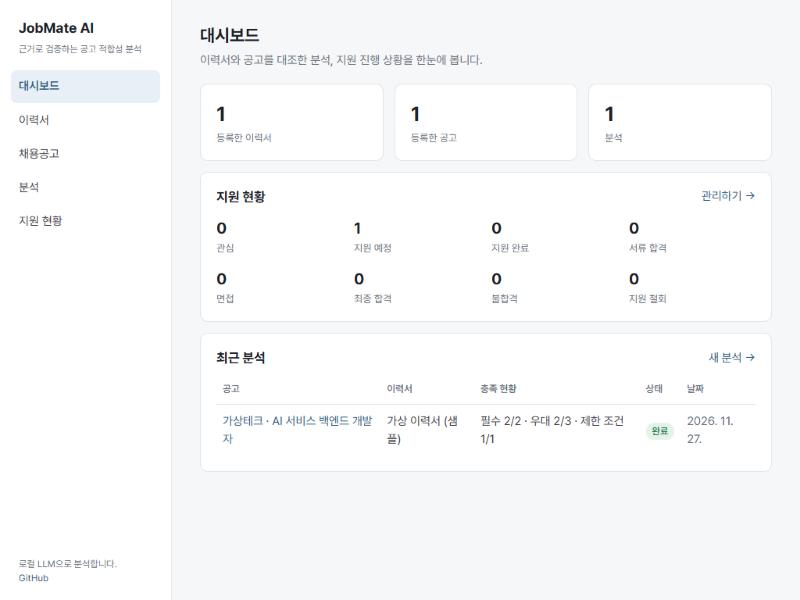 JobMate AI
근거로 검증하는 공고 적합성 분석
대시보드
이력서
채용공고
분석
지원 현황
로컬 LLM으로 분석합니다.
GitHub
대시보드
이력서와 공고를 대조한 분석, 지원 진행 상황을 한눈에 봅니다.
1
등록한 이력서
1
등록한 공고
1
분석
지원 현황
관리하기 →
0
관심
1
지원 예정
0
지원 완료
0
서류 합격
0
면접
0
최종 합격
0
불합격
0
지원 철회
최근 분석
새 분석 →
공고 이력서 충족 현황 상태 날짜
가상테크 · AI 서비스 백엔드 개발
자
가상 이력서 (샘
플)
필수 2/2 · 우대 2/3 · 제한 조건
1/1
완료
2026. 11.
27.